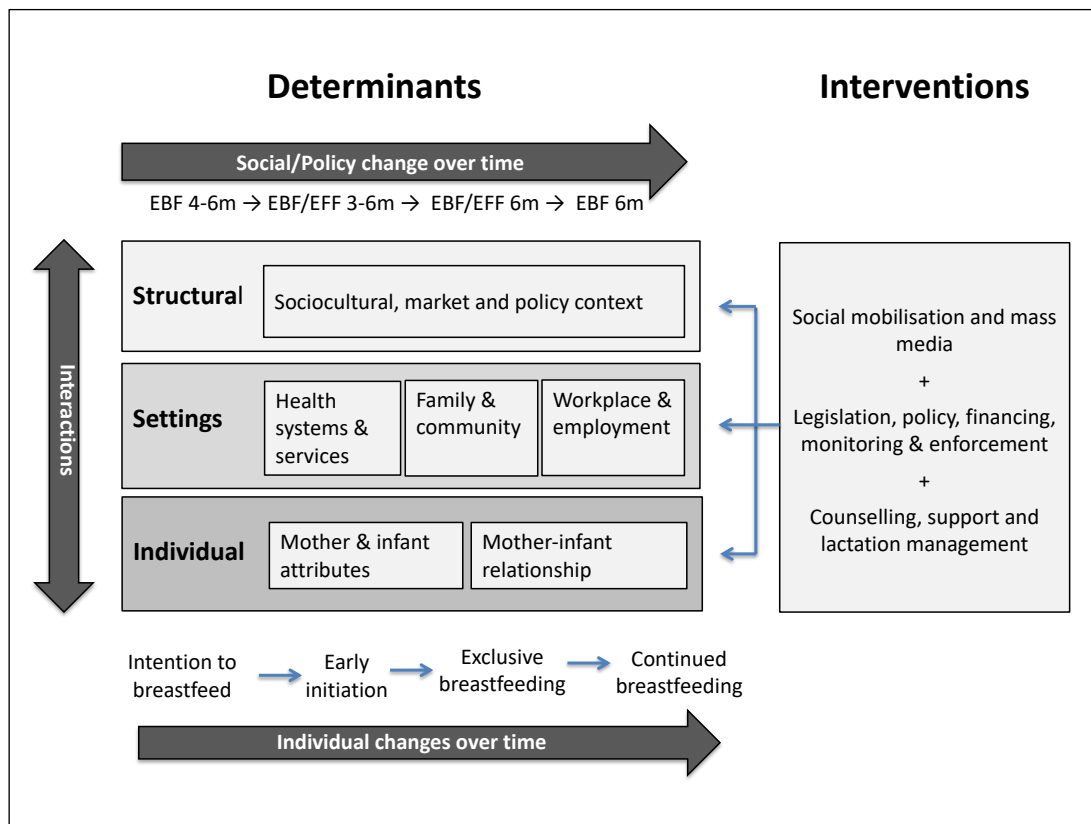 Determinants
Interventions
Social/Policy change over time
EBF 4-6m → EBF/EFF 3-6m → EBF/EFF 6m → EBF 6m
Interactions
Structural
Sociocultural, market and policy context
Settings
Health
systems &
services
Family &
community
Workplace &
employment
Individual
Mother & infant
attributes
Mother-infant
relationship
Social mobilisation and mass
media
+
Legislation, policy, financing,
monitoring & enforcement
+
Counselling, support and
lactation management
Intention to
breastfeed
Early
initiation
Exclusive
breastfeeding
Continued
breastfeeding
Individual changes over time